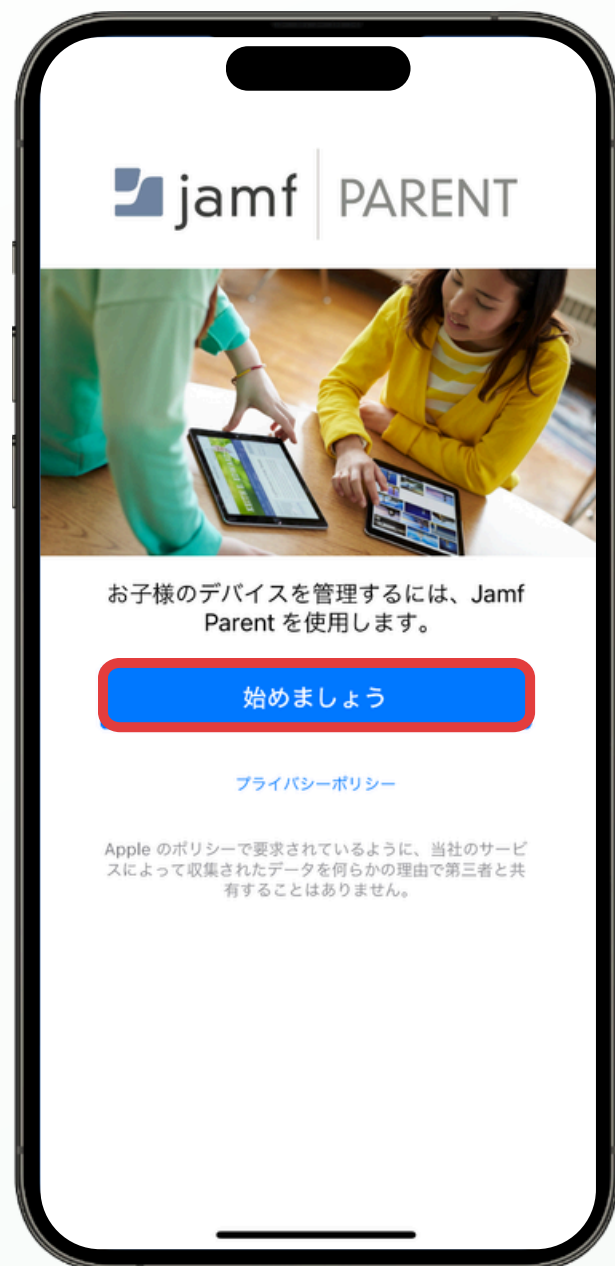 jamf PARENT
お子様のデバイスを管理するには、Jamf
Parent を使用します。
始めましょう
プライバシーポリシー
Apple のポリシーで要求されているように、当社のサービ
スによって収集されたデータを何らかの理由で第三者と共
有することはありません。